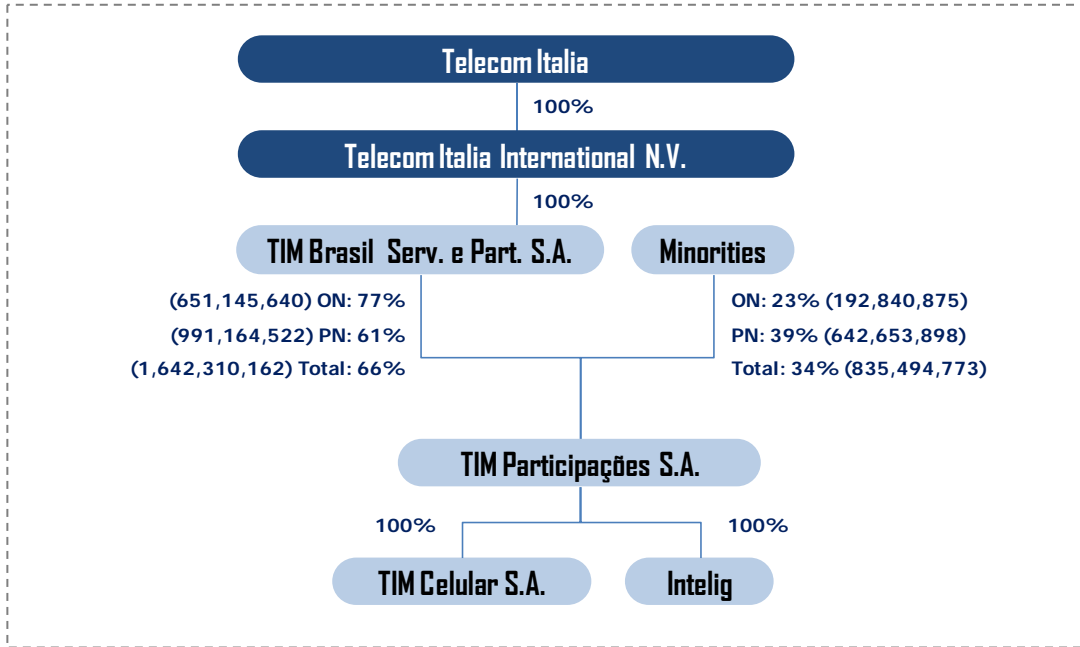 Telecom Italia
100%
Telecom Italia International N.V.
100%
TIM Brasil Serv. e Part. S.A.
Minorities
(651,145,640) ON: 77%
ON: 23% (192,840,875)
(991,164,522) PN: 61%
PN: 39% (642,653,898)
(1,642,310,162) Total: 66%
Total: 34% (835,494,773)
TIM Participações S.A.
100%
100%
TIM Celular S.A.
Intelig